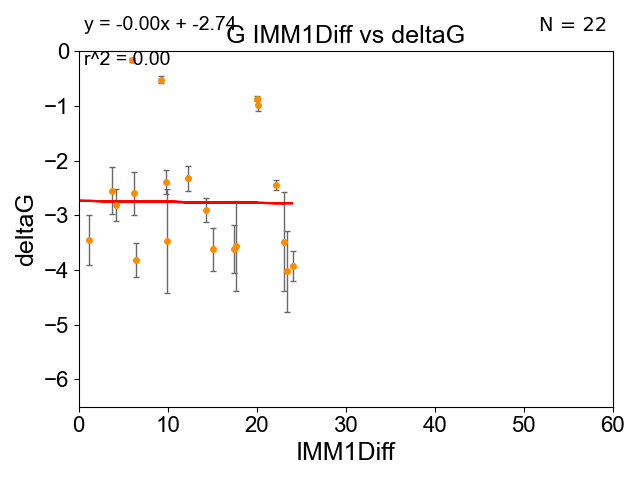 y = -0.00x + -2.74
N = 22
G IMM1Diff vs deltaG
r^2 = 0.00
0
−1
−2
−3
−4
−5
−6
deltaG
0 10 20 30 40 50 60
IMM1Diff